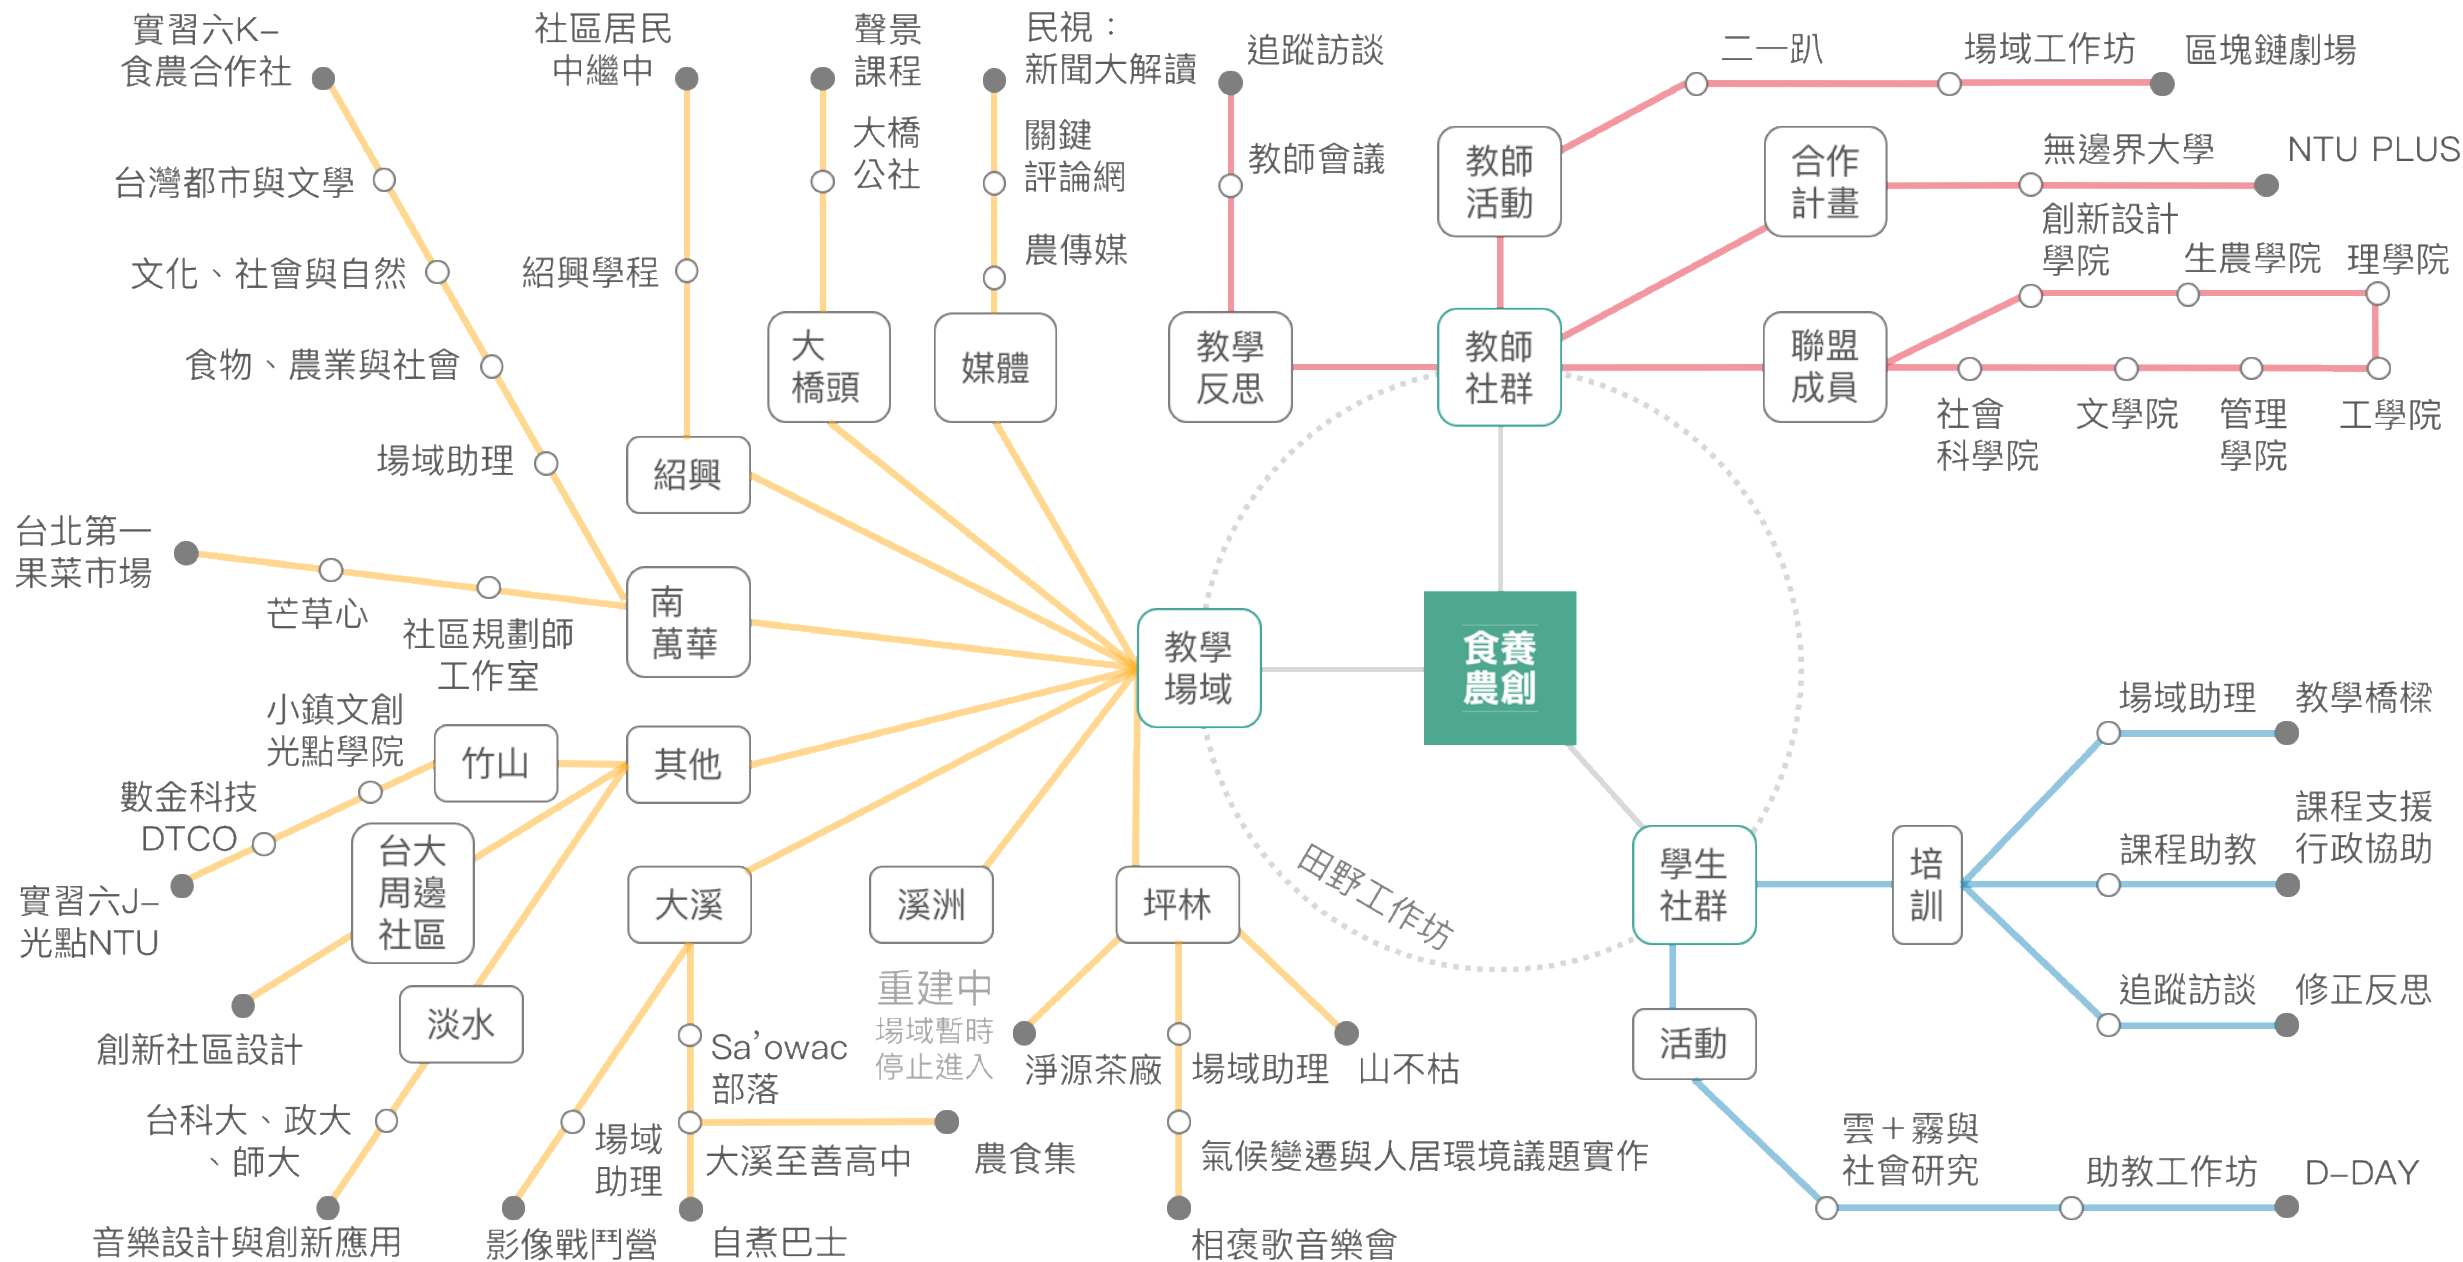 實習六K–
食農合作社
社區居民
中繼中
聲景
課程
民視：
新聞大解讀
追蹤訪談
二一趴
場域工作坊
區塊鏈劇場
大橋
公社
關鍵
評論網
教師會議
教師
活動
合作
計畫
無邊界大學
NTU PLUS
台灣都市與文學
文化、社會與自然
紹興學程
農傳媒
創新設計
學院
生農學院
理學院
食物、農業與社會
大
橋頭
媒體
教學
反思
教師
社群
聯盟
成員
社會
科學院
文學院
管理
學院
工學院
場域助理
紹興
台北第一
果菜市場
芒草心
社區規劃師
工作室
南
萬華
教學
場域
食養
農創
小鎮文創
光點學院
竹山
其他
數金科技
DTCO
實習六J–
光點NTU
台大
周邊
社區
大溪
溪洲
坪林
田野工作坊
學生
社群
培
訓
場域助理
教學橋樑
課程助教
課程支援
行政協助
追蹤訪談
修正反思
創新社區設計
淡水
重建中
場域暫時
停止進入
Sa’owac
部落
淨源茶廠
場域助理
山不枯
活動
台科大、政大
、師大
場域
助理
大溪至善高中
農食集
氣候變遷與人居環境議題實作
雲＋霧與
社會研究
助教工作坊
D–DAY
音樂設計與創新應用
影像戰鬥營
自煮巴士
相褒歌音樂會